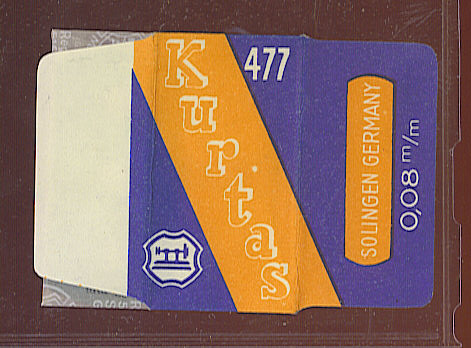 Kurtas
477
SOLINGEN GERMANY
0,08 m/m